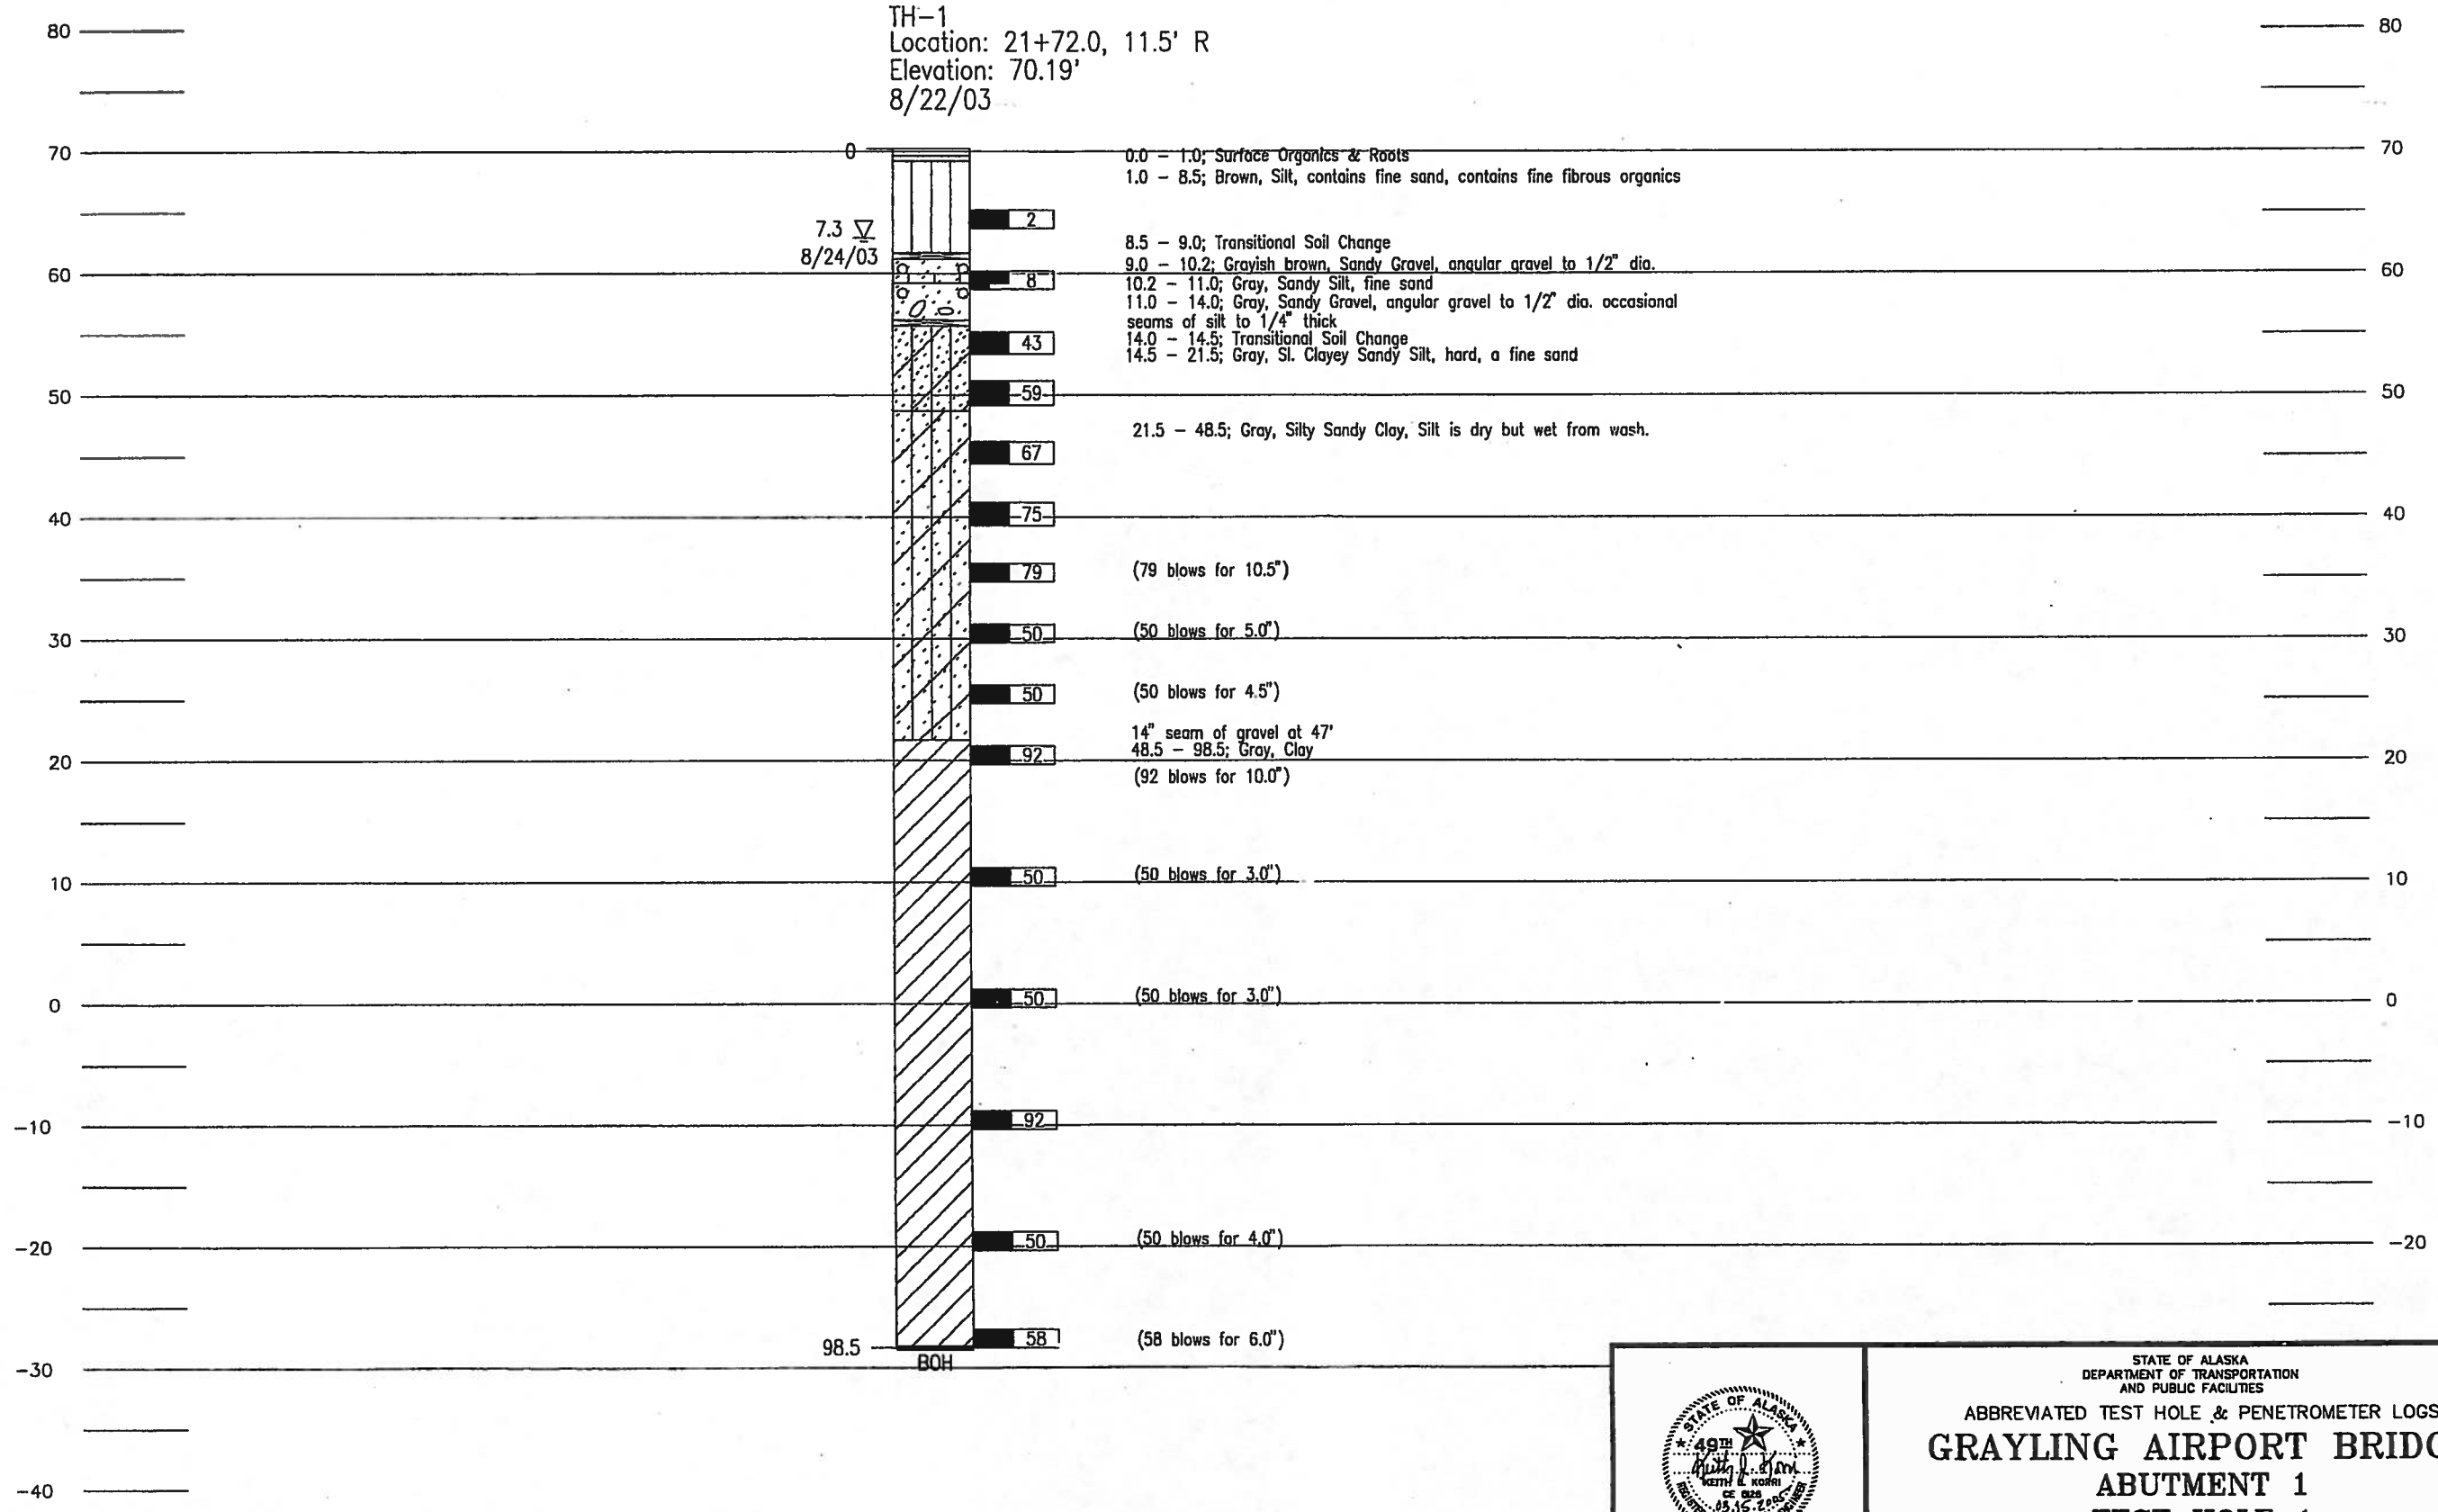 TH-1
Location: 21+72.0, 11.5' R
Elevation: 70.19'
8/22/03
80 80
70 0 0.0 - 1.0; Surface Organics & Roots 70
1.0 - 8.5; Brown, Silt, contains fine sand, contains fine fibrous organics
2
7.3
8/24/03
8.5 - 9.0; Transitional Soil Change
9.0 - 10.2; Grayish brown, Sandy Gravel, angular gravel to 1/2" dia.
60 8 60
10.2 - 11.0; Gray, Sandy Silt, fine sand
11.0 - 14.0; Gray, Sandy Gravel, angular gravel to 1/2" dia. occasional
seams of silt to 1/4" thick
43 14.0 - 14.5; Transitional Soil Change
14.5 - 21.5; Gray, Sl. Clayey Sandy Silt, hard, a fine sand
50 59 50
21.5 - 48.5; Gray, Silty Sandy Clay, Silt is dry but wet from wash.
67
40 75 40
79 (79 blows for 10.5")
30 50 (50 blows for 5.0") 30
50 (50 blows for 4.5")
14" seam of gravel at 47'
48.5 - 98.5; Gray, Clay
20 92 20
(92 blows for 10.0")
10 50 (50 blows for 3.0") 10
0 50 (50 blows for 3.0") 0
-10 92 -10
-20 50 (50 blows for 4.0") -20
98.5 58 (58 blows for 6.0")
BOH
-30
-40
STATE OF ALASKA
DEPARTMENT OF TRANSPORTATION
AND PUBLIC FACILITIES
ABBREVIATED TEST HOLE & PENETROMETER LOGS
GRAYLING AIRPORT BRIDG
ABUTMENT 1
STATE OF ALASKA
49TH